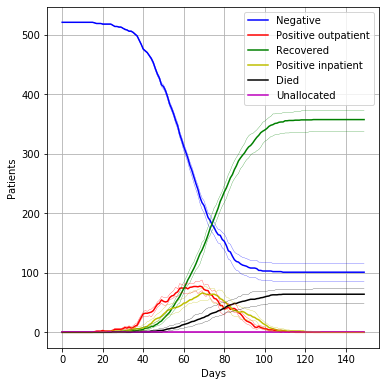 500
400
300
200
100
0
Patients
0 20 40 60 80 100 120 140
Days
Negative
Positive outpatient
Recovered
Positive inpatient
Died
Unallocated